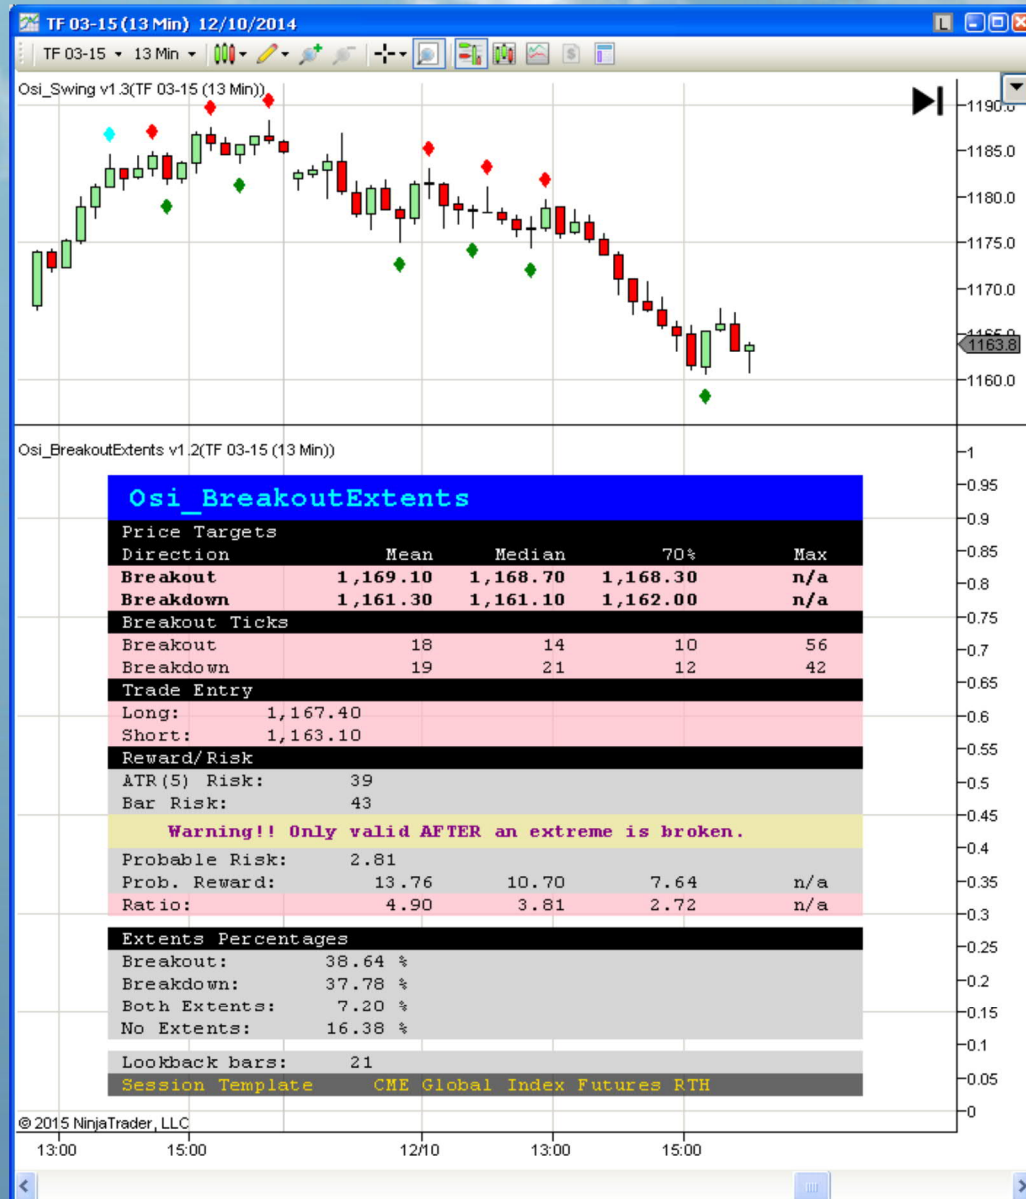 TF 03-15 (13 Min) 12/10/2014
L
TF 03-15 13 Min
$
Osi_Swing v1.3(TF 03-15 (13 Min))
1190.0
1185.0
1180.0
1175.0
1170.0
1165.0
1163.8
1160.0
Osi_BreakoutExtents v1.2(TF 03-15 (13 Min))
1
Osi_BreakoutExtents
0.95
0.9
Price Targets
Direction Mean Median 70% Max
0.85
Breakout 1,169.10 1,168.70 1,168.30 n/a
0.8
Breakdown 1,161.30 1,161.10 1,162.00 n/a
Breakout Ticks
0.75
Breakout 18 14 10 56
0.7
Breakdown 19 21 12 42
Trade Entry
0.65
Long: 1,167.40
0.6
Short: 1,163.10
0.55
Reward/Risk
ATR(5) Risk: 39
0.5
Bar Risk: 43
0.45
Warning!! Only valid AFTER an extreme is broken.
0.4
Probable Risk: 2.81
Prob. Reward: 13.76 10.70 7.64 n/a
0.35
Ratio: 4.90 3.81 2.72 n/a
0.3
Extents Percentages
0.25
Breakout: 38.64 %
Breakdown: 37.78 %
0.2
Both Extents: 7.20 %
0.15
No Extents: 16.38 %
0.1
Lookback bars: 21
Session Template CME Global Index Futures RTH
0.05
0
© 2015 NinjaTrader, LLC
13:00 15:00 12/10 13:00 15:00